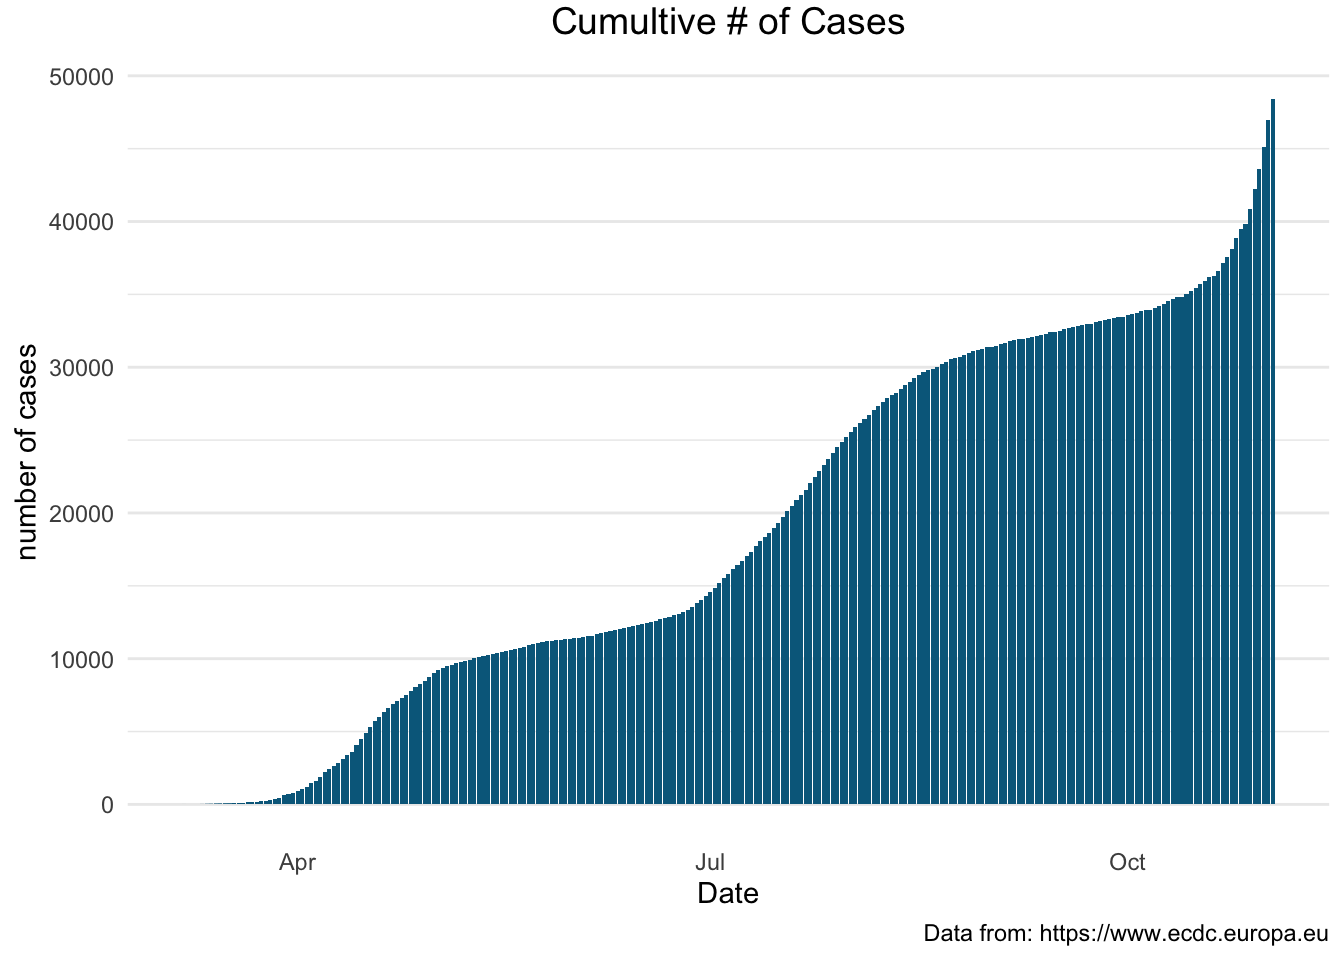 Cumultive # of Cases
50000
40000
30000
20000
10000
0
number of cases
Apr Jul Oct
Date
Data from: https://www.ecdc.europa.eu